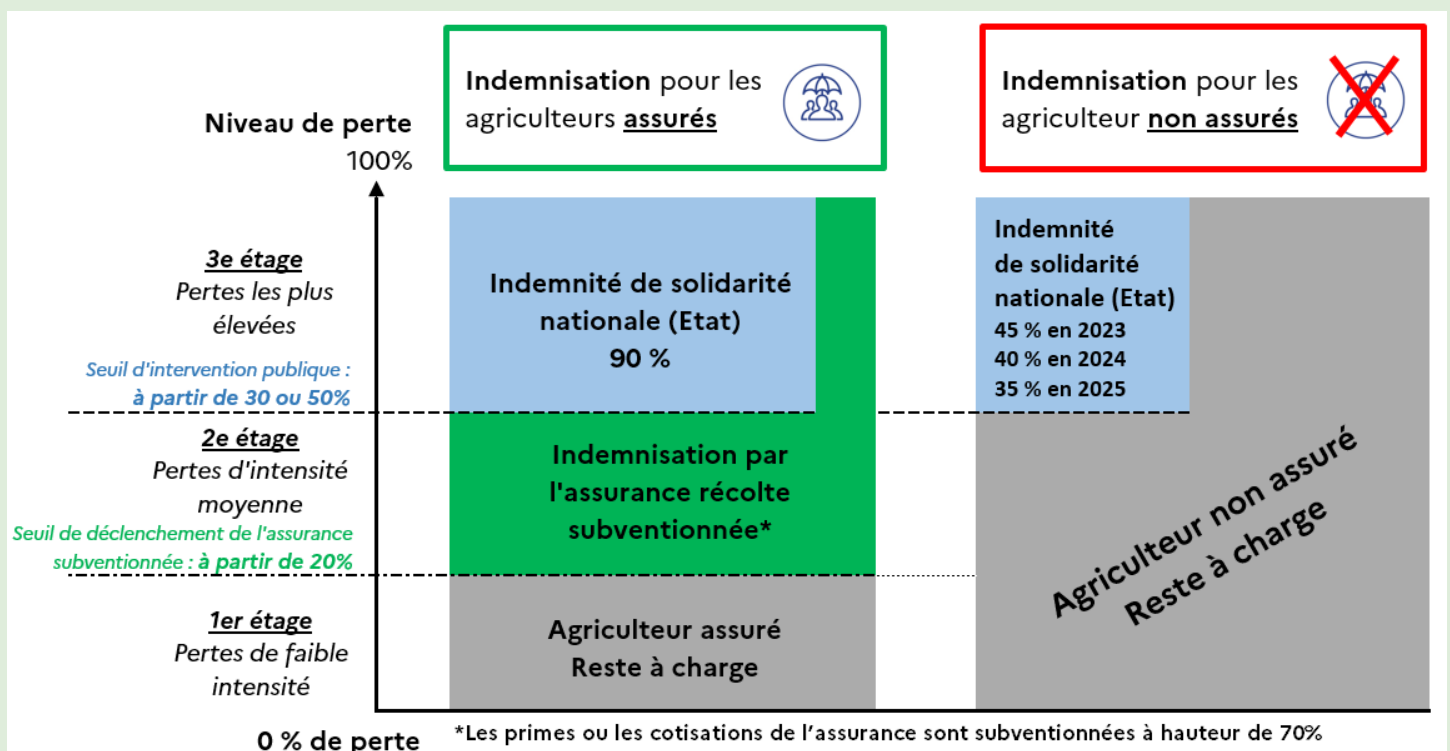 Indemnisation pour les
agriculteurs assurés
Indemnisation pour les
agriculteur non assurés
Niveau de perte
100%
3e étage
Pertes les plus
élevées
Seuil d'intervention publique :
à partir de 30 ou 50%
2e étage
Pertes d'intensité
moyenne
Seuil de déclenchement de l'assurance
subventionnée : à partir de 20%
1er étage
Pertes de faible
intensité
0 % de perte
Indemnité de solidarité
nationale (Etat)
90 %
Indemnisation par
l'assurance récolte
subventionnée*
Agriculteur assuré
Reste à charge
Indemnité
de solidarité
nationale (Etat)
45 % en 2023
40 % en 2024
35 % en 2025
Agriculteur non assuré
Reste à charge
*Les primes ou les cotisations de l'assurance sont subventionnées à hauteur de 70%